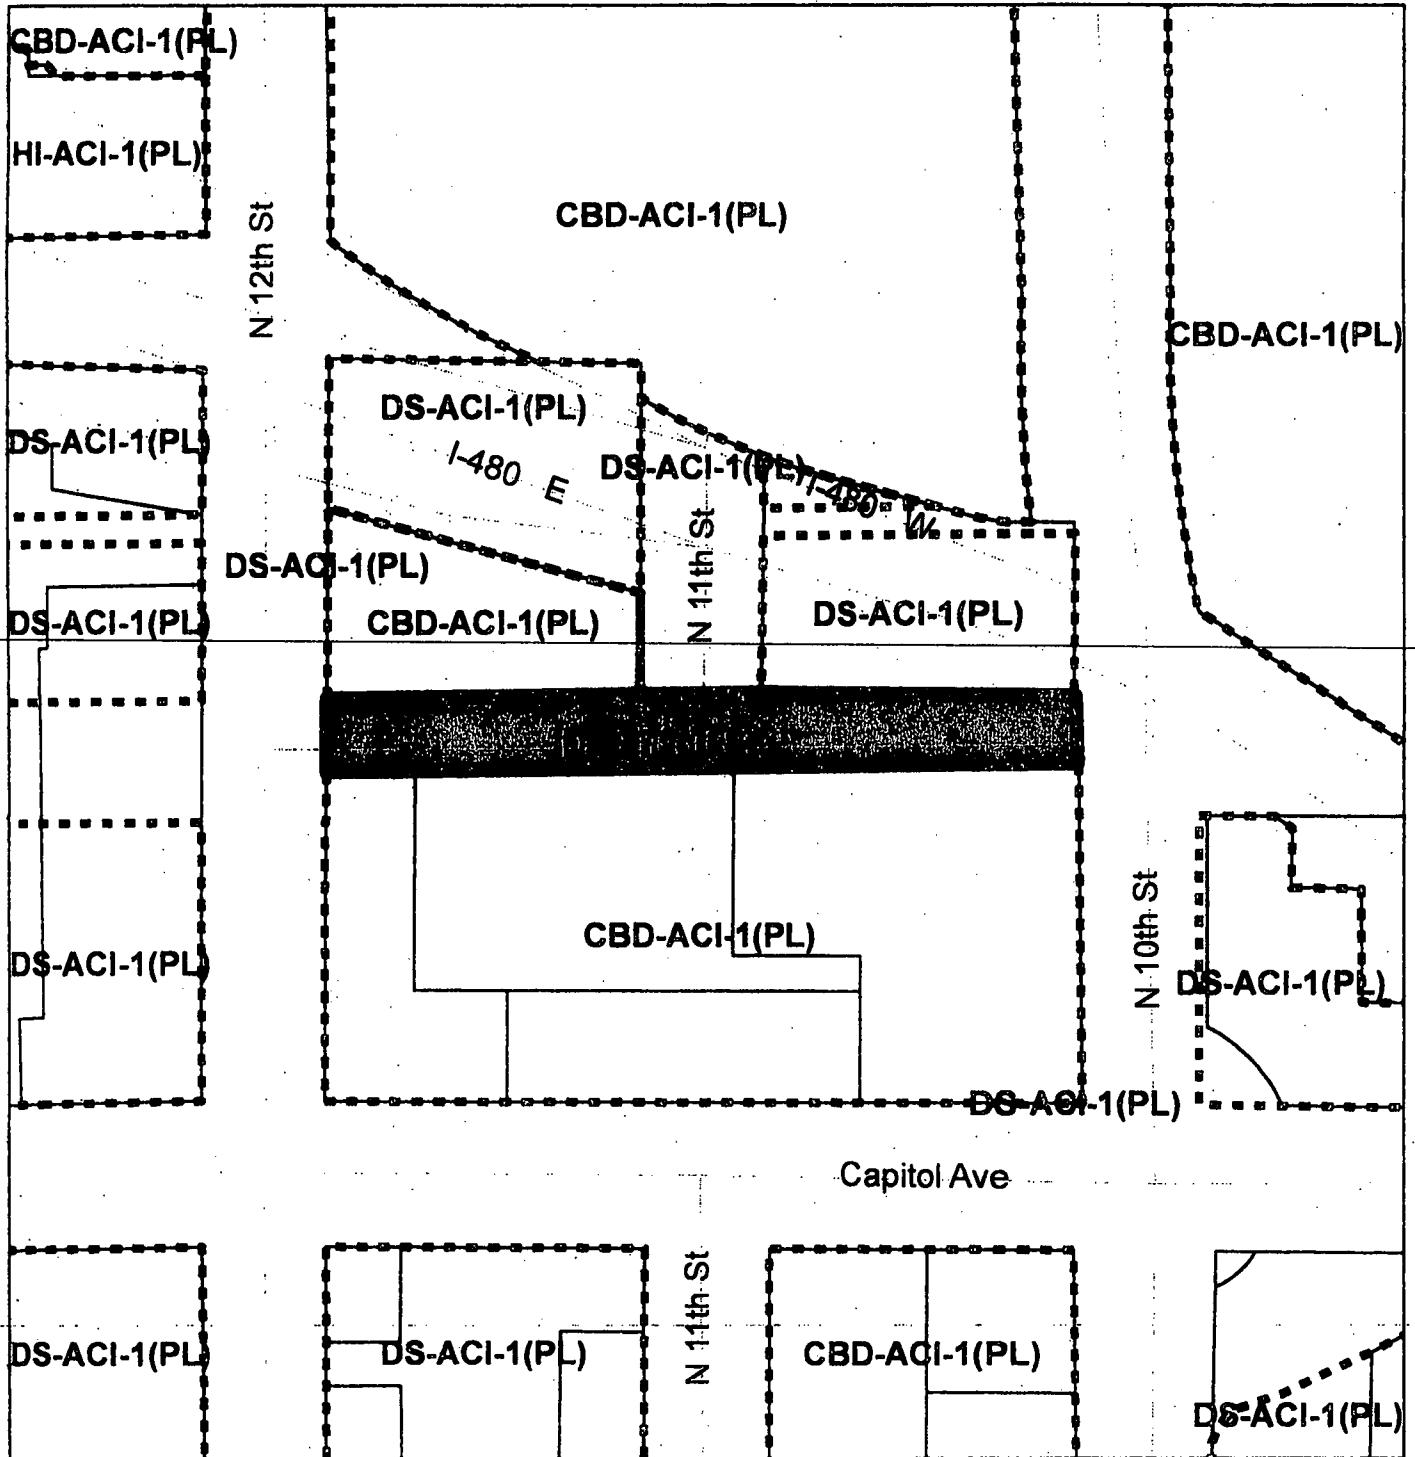 CBD-ACI-1(PL)
HI-ACI-1(PL)
N 12th St
CBD-ACI-1(PL)
CBD-ACI-1(PL)
DS-ACI-1(PL)
DS-ACI-1(PL)
I-480 E
DS-ACI-1(PL)
I-480 W
N 11th St
DS-ACI-1(PL)
DS-ACI-1(PL)
CBD-ACI-1(PL)
DS-ACI-1(PL)
CBD-ACI-1(PL)
N 10th St
DS-ACI-1(PL)
DS-ACI-1(PL)
DS-ACI-1(PL)
Capitol Ave
N 11th St
DS-ACI-1(PL)
DS-ACI-1(PL)
CBD-ACI-1(PL)
DS-ACI-1(PL)